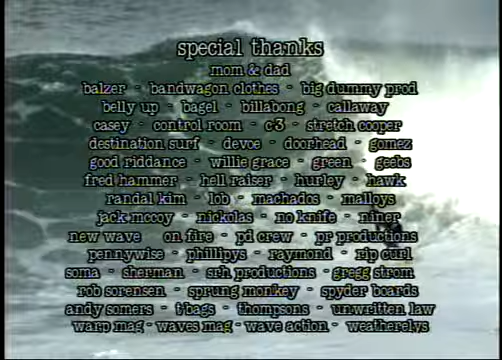 special thanks
mom & dad
balzer - bandwagon clothes - big dummy prod
belly up - bagel - billabong - callaway
casey - control room - c3 - stretch cooper
destination surf - devoe - doorhead - gomez
good riddance - willie grace - green - geebs
fred hammer - hell raiser - hurley - hawk
randal kim - lob - machados - malloys
jack mccoy - nickolas - no knife - niner
new wave - on fire - pd crew - pr productions
pennywise - phillipys - raymond - rip curl
soma - sherman - srh productions - gregg strom
rob sorensen - sprung monkey - spyder boards
andy somers - t-bags - thompsons - unwritten law
warp mag - waves mag - wave action - weatherelys